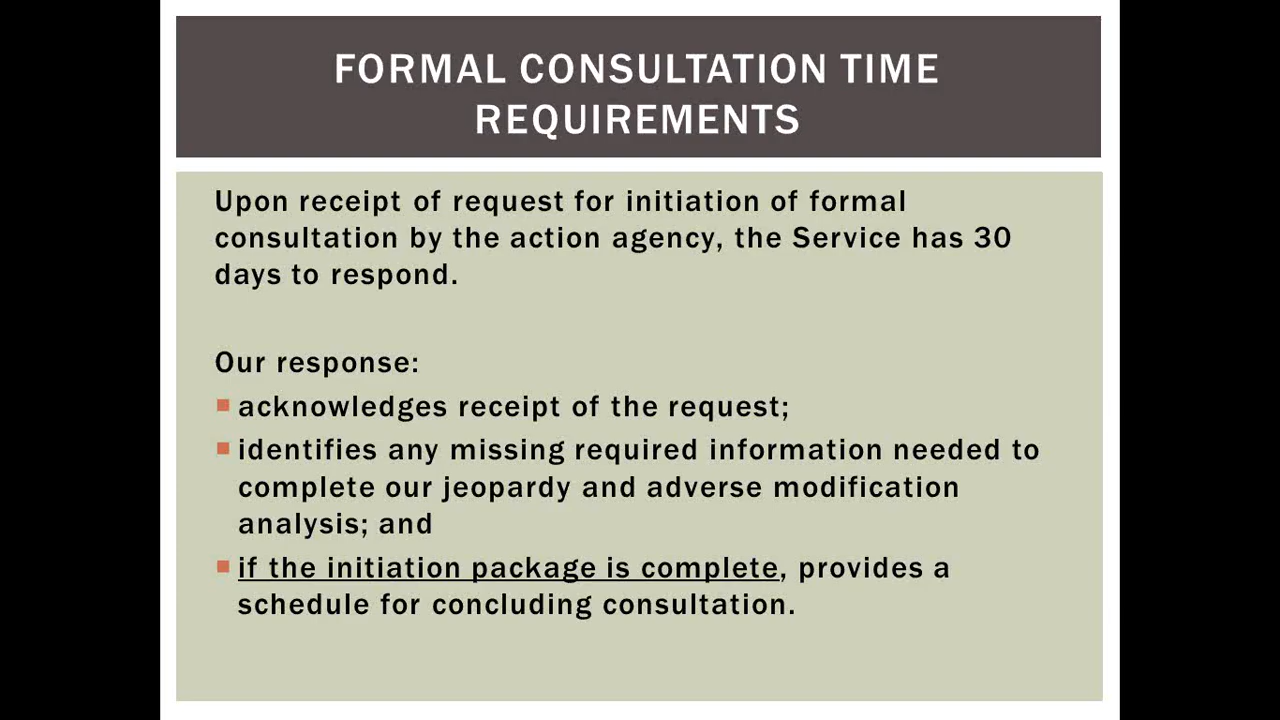 FORMAL CONSULTATION TIME
REQUIREMENTS
Upon receipt of request for initiation of formal
consultation by the action agency, the Service has 30
days to respond.
Our response:
acknowledges receipt of the request;
identifies any missing required information needed to
complete our jeopardy and adverse modification
analysis; and
if the initiation package is complete, provides a
schedule for concluding consultation.